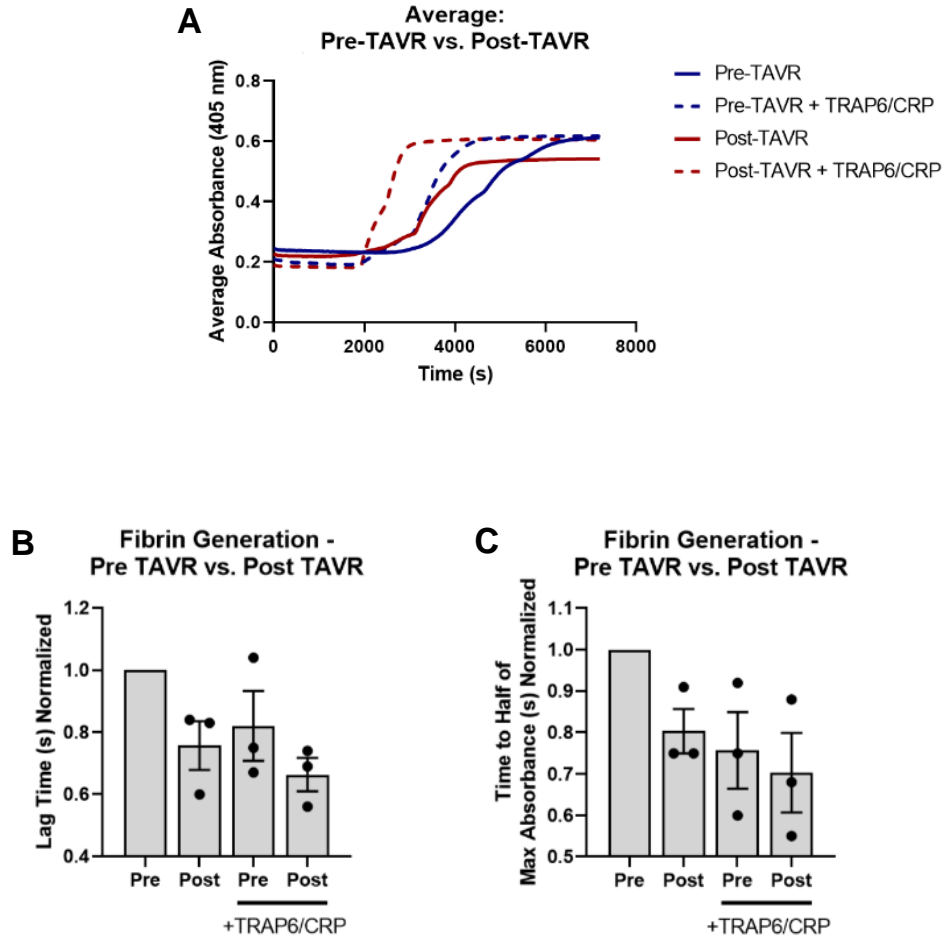 A
Average:
Pre-TAVR vs. Post-TAVR
Average Absorbance (405 nm)
0.8
0.6
0.4
0.2
0.0
0 2000 4000 6000 8000
Time (s)
Pre-TAVR
Pre-TAVR + TRAP6/CRP
Post-TAVR
Post-TAVR + TRAP6/CRP
B
Fibrin Generation -
Pre TAVR vs. Post TAVR
Lag Time (s) Normalized
1.2
1.0
0.8
0.6
0.4
Pre Post Pre Post
+TRAP6/CRP
C
Fibrin Generation -
Pre TAVR vs. Post TAVR
Time to Half of
Max Absorbance (s) Normalized
1.1
1.0
0.9
0.8
0.7
0.6
0.5
Pre Post Pre Post
+TRAP6/CRP